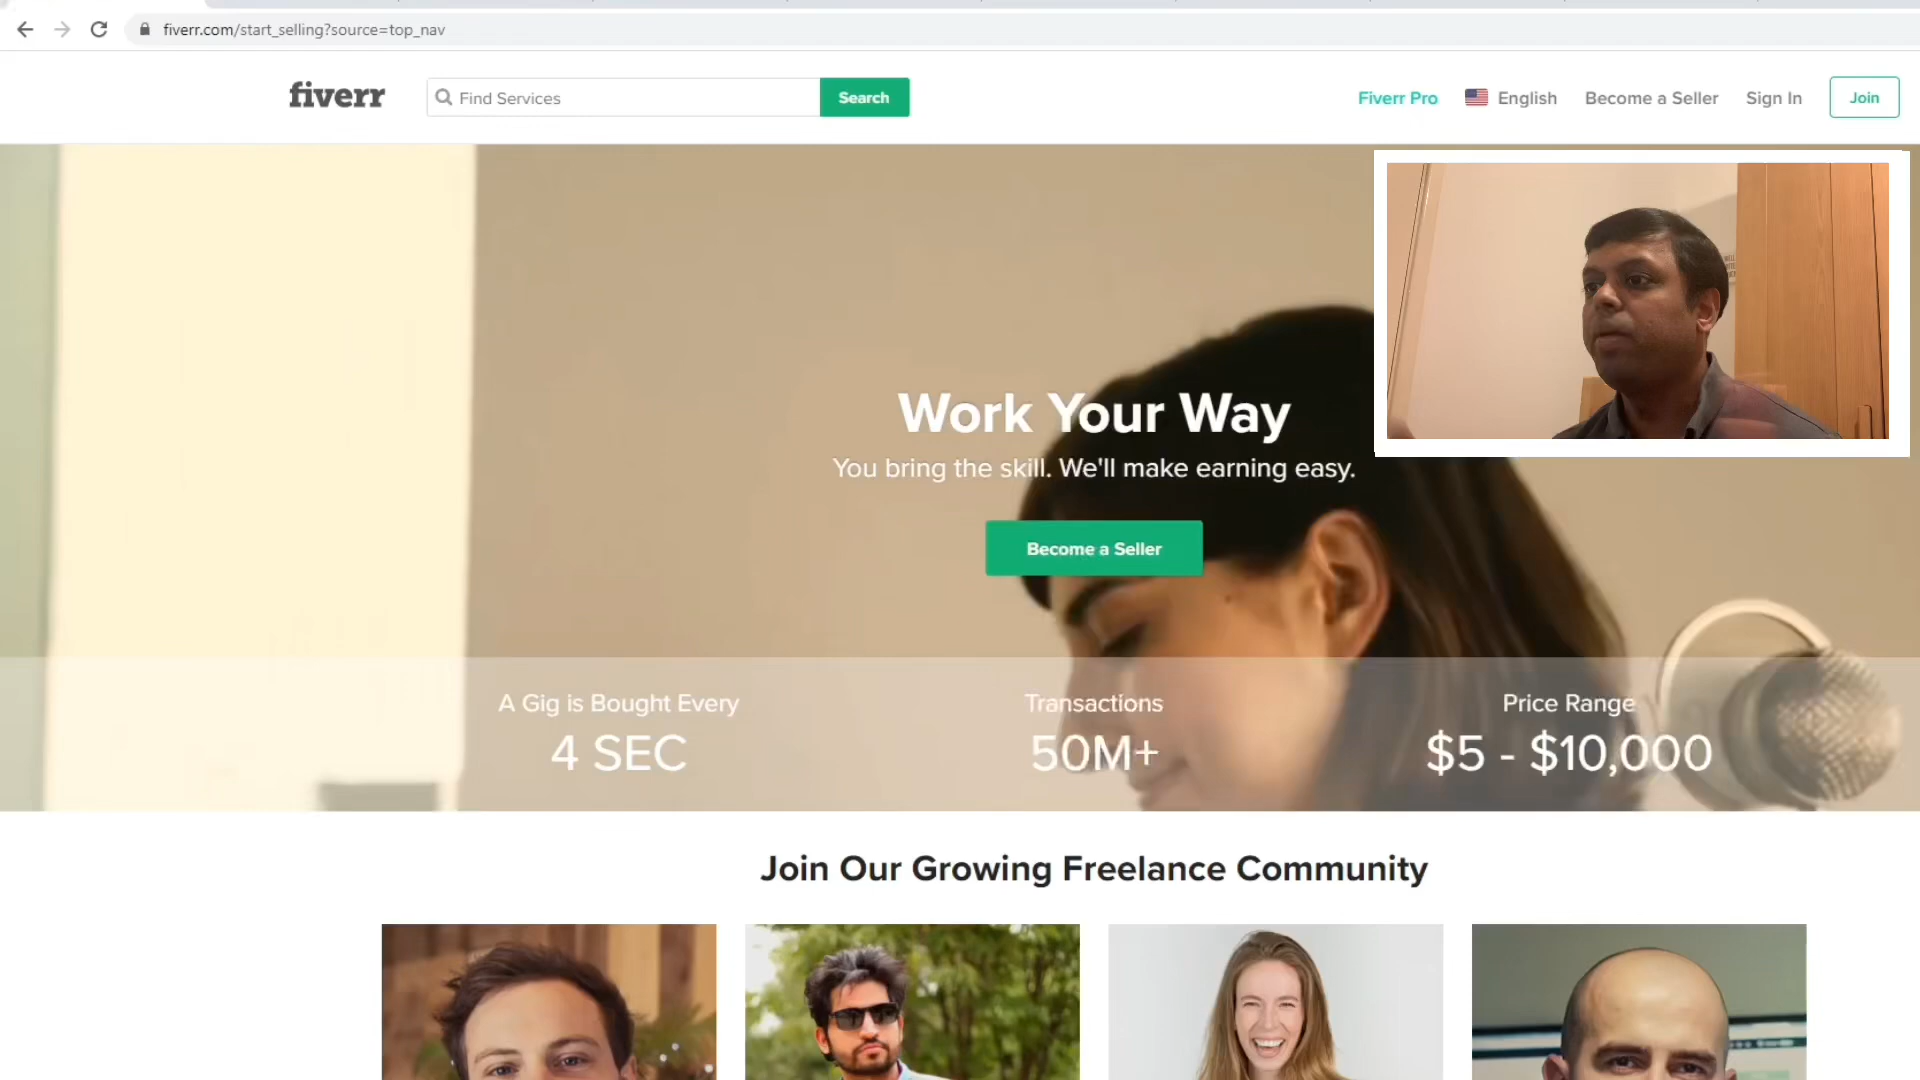 fiverr.com/start_selling?source=top_nav
fiverr
Find Services
Search
Fiverr Pro
English
Become a Seller
Sign In
Join
Work Your Way
You bring the skill. We'll make earning easy.
Become a Seller
A Gig is Bought Every
4 SEC
Transactions
50M+
Price Range
$5 - $10,000
Join Our Growing Freelance Community